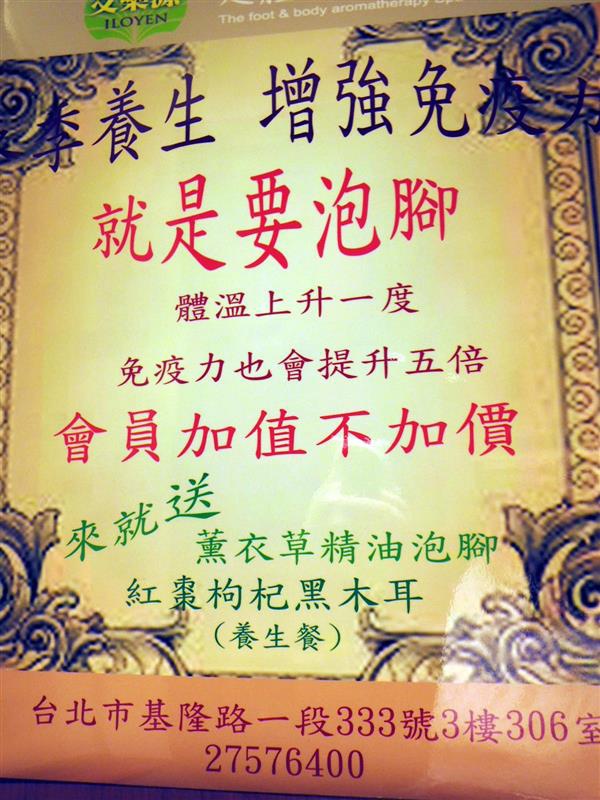 ILOYEN
The foot & body aromatherapy Spa
季養生 增強免疫力
就是要泡腳
體溫上升一度
免疫力也會提升五倍
會員加值不加價
來就送
薰衣草精油泡腳
紅棗枸杞黑木耳
(養生餐)
台北市基隆路一段333號3樓306室
27576400